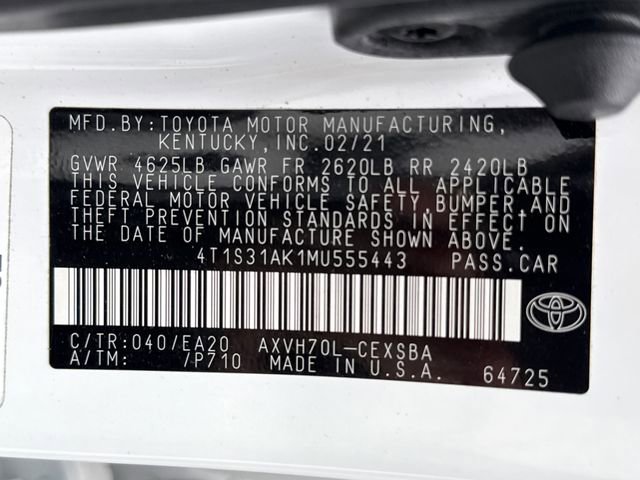 MFD.BY:TOYOTA MOTOR MANUFACTURING,
KENTUCKY,INC.02/21
GVWR 4625LB GAWR FR 2620LB RR 2420LB
THIS VEHICLE CONFORMS TO ALL APPLICABLE
FEDERAL MOTOR VEHICLE SAFETY,BUMPER,AND
THEFT PREVENTION STANDARDS IN EFFECT ON
THE DATE OF MANUFACTURE SHOWN ABOVE.
4T1S31AK1MU555443 PASS.CAR
C/TR:040/EA20 AXVH70L-CEXSBA
A/TM: /P710 MADE IN U.S.A. 64725